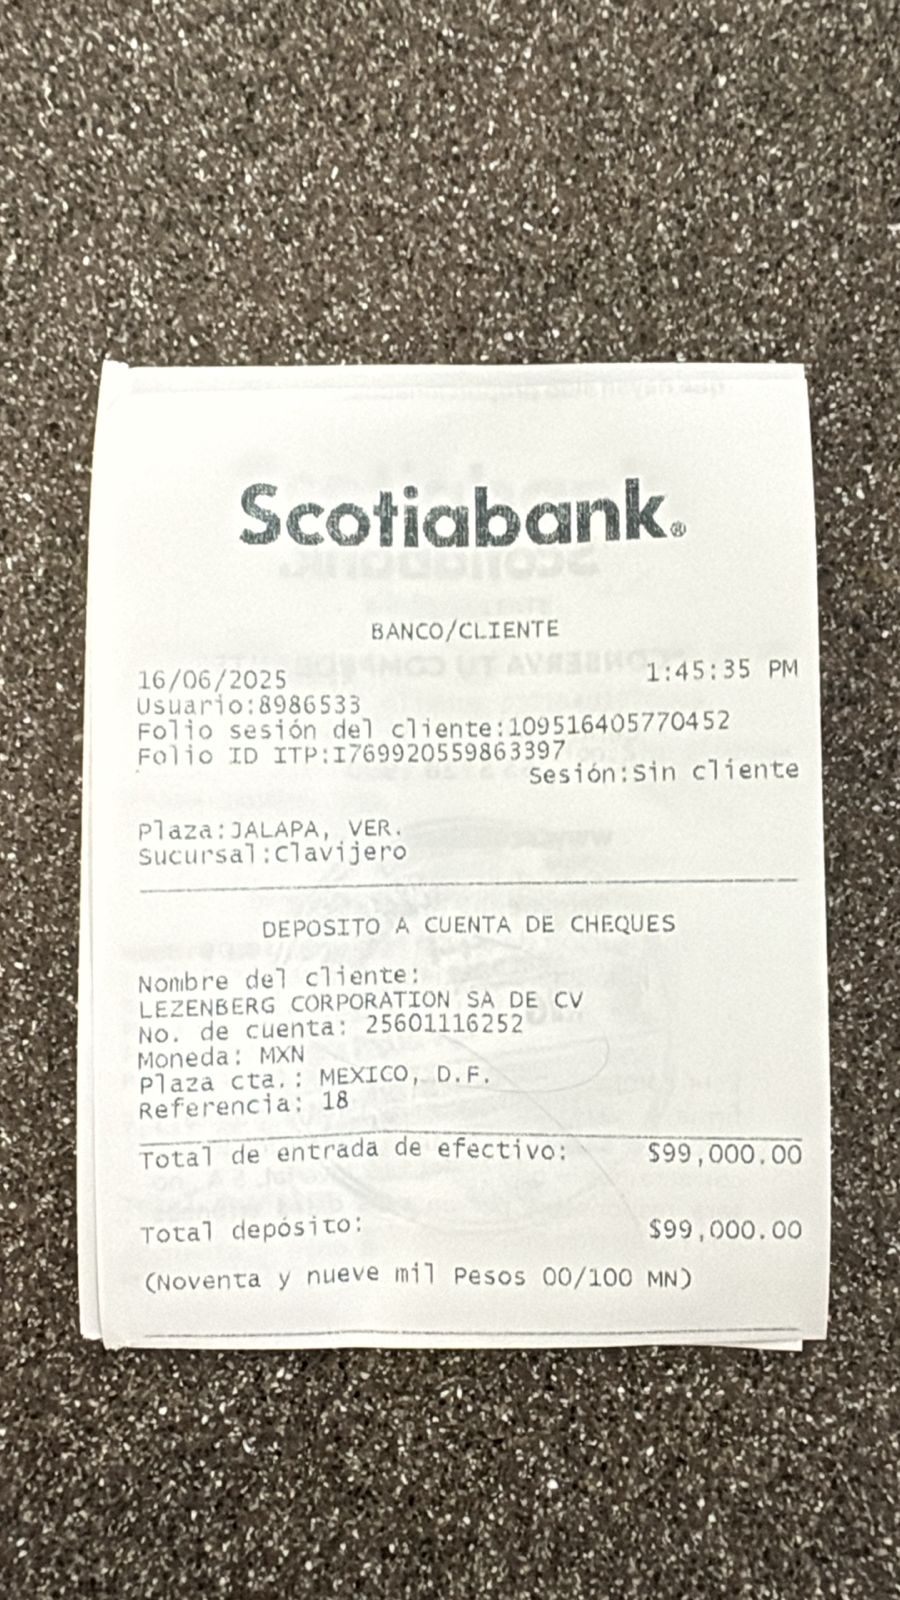 Scotiabank®
BANCO/CLIENTE
16/06/2025 1:45:35 PM
Usuario:8986533
Folio sesión del cliente:109516405770452
Folio ID ITP:I769920559863397
Sesión:Sin cliente
Plaza:JALAPA, VER.
Sucursal:Clavijero
DEPOSITO A CUENTA DE CHEQUES
Nombre del cliente:
LEZENBERG CORPORATION SA DE CV
No. de cuenta: 25601116252
Moneda: MXN
Plaza cta.: MEXICO, D.F.
Referencia: 18
Total de entrada de efectivo: $99,000.00
Total depósito: $99,000.00
(Noventa y nueve mil Pesos 00/100 MN)